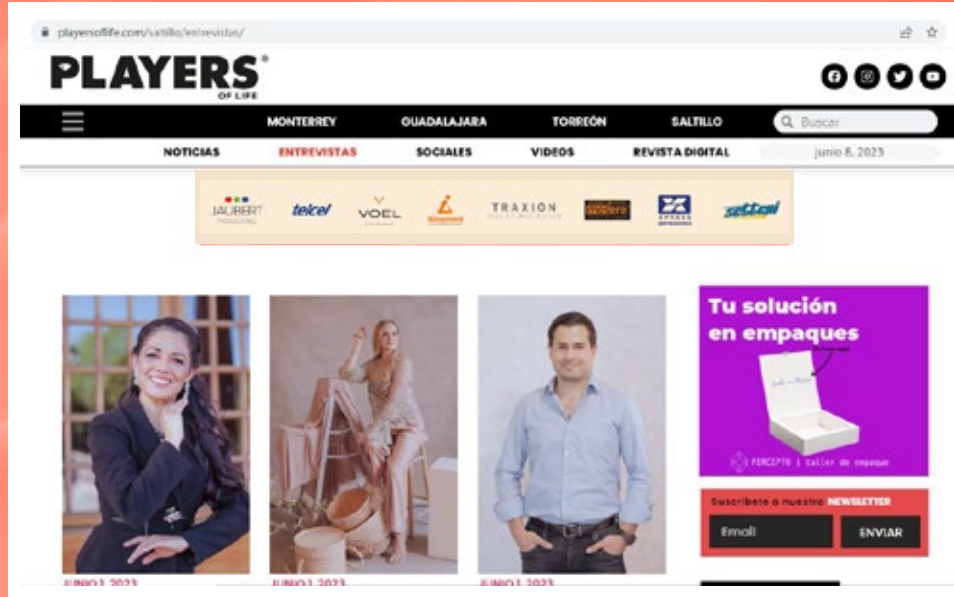 playersoflife.com/saltillo/entrevistas/
PLAYERS®
OF LIFE
MONTERREY GUADALAJARA TORREÓN SALTILLO Buscar
NOTICIAS ENTREVISTAS SOCIALES VIDEOS REVISTA DIGITAL junio 8, 2023
JAUBERT telcel VOEL TRAXION XPRESS settepi
Tu solución
en empaques
PERCEPTO | taller de empaque
Suscríbete a nuestro NEWSLETTER
Email ENVIAR
JUNIO 1, 2023 JUNIO 1, 2023 JUNIO 1, 2023